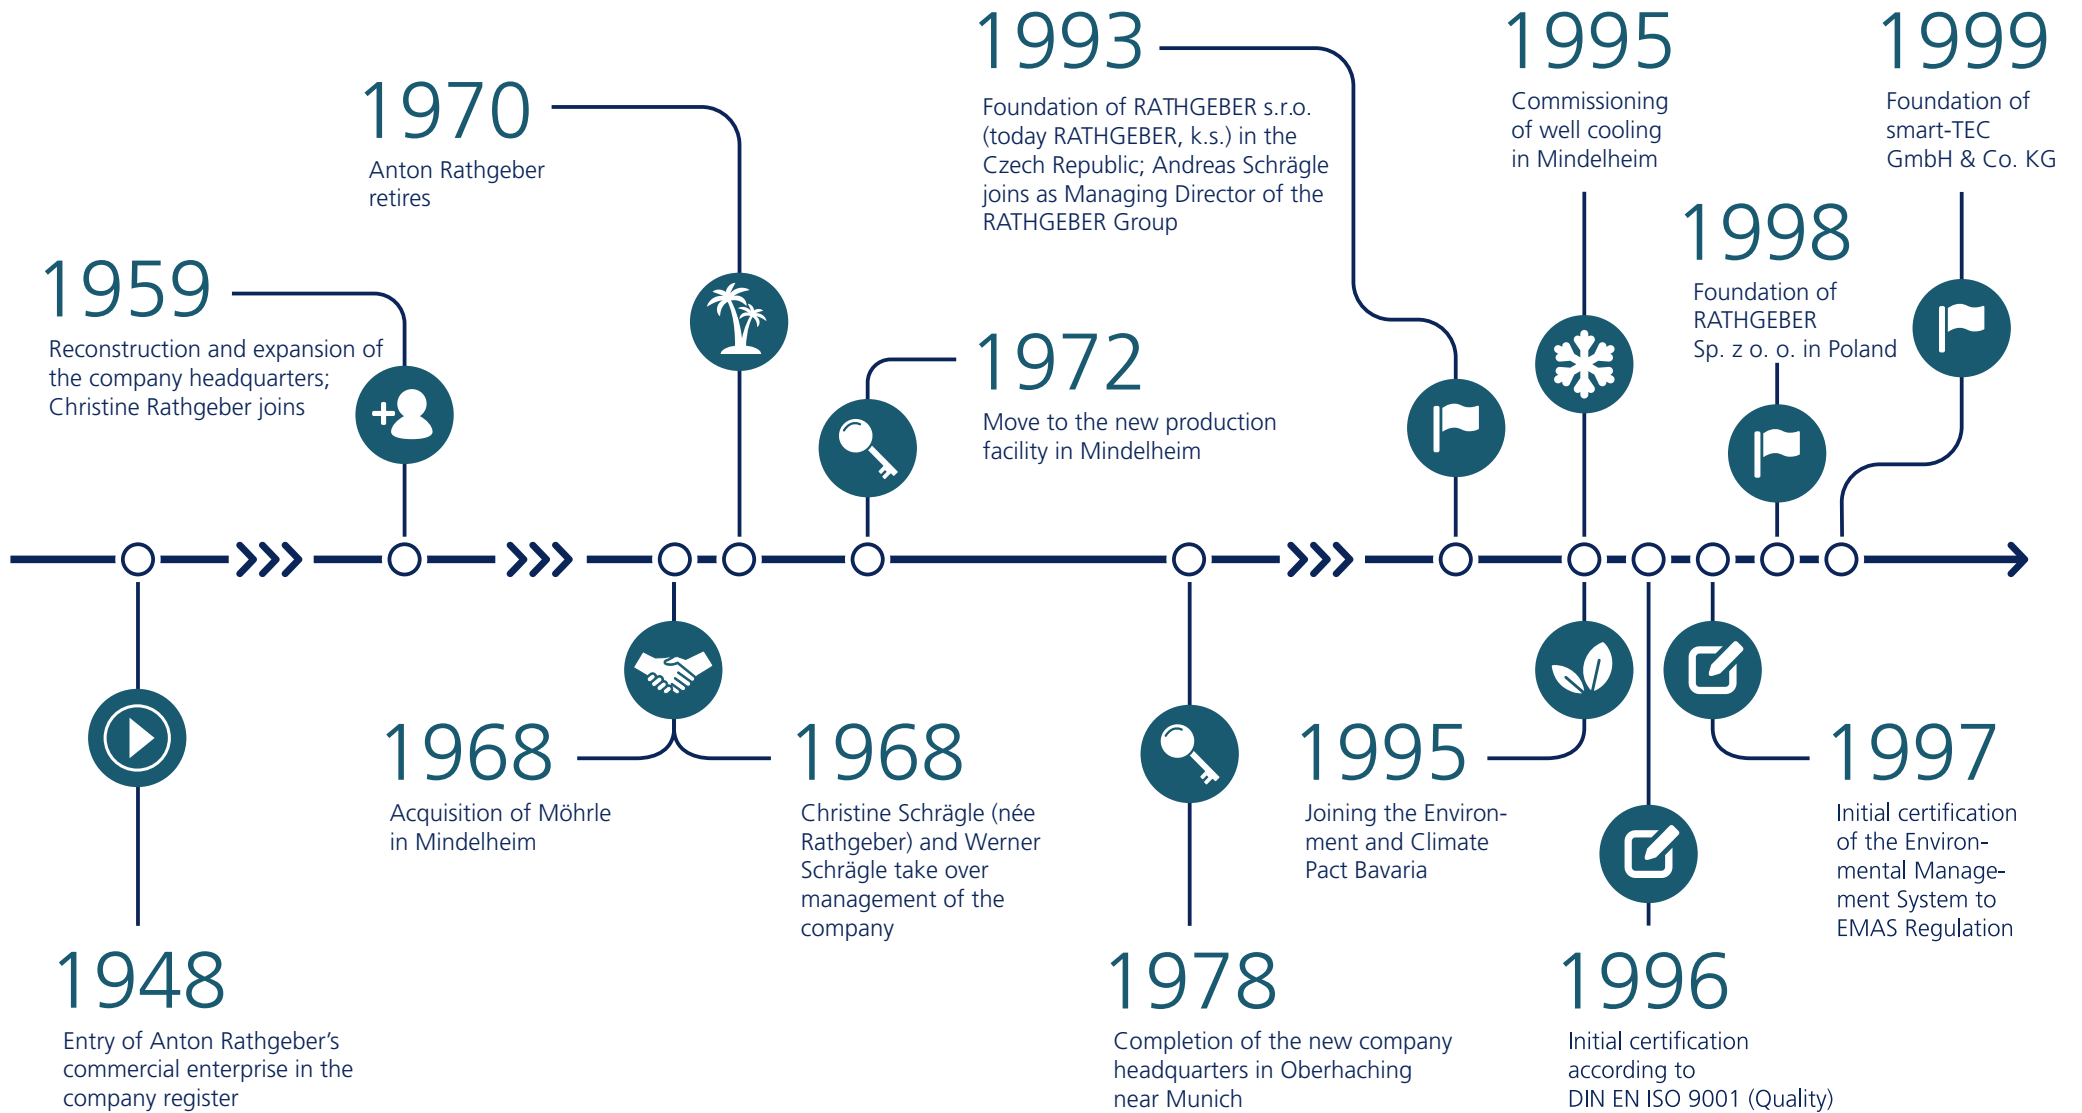 1948
Entry of Anton Rathgeber’s
commercial enterprise in the
company register
1959
Reconstruction and expansion of
the company headquarters;
Christine Rathgeber joins
1968
Acquisition of Möhrle
in Mindelheim
1968
Christine Schrägle (née
Rathgeber) and Werner
Schrägle take over
management of the
company
1970
Anton Rathgeber
retires
1972
Move to the new production
facility in Mindelheim
1978
Completion of the new company
headquarters in Oberhaching
near Munich
1993
Foundation of RATHGEBER s.r.o.
(today RATHGEBER, k.s.) in the
Czech Republic; Andreas Schrägle
joins as Managing Director of the
RATHGEBER Group
1995
Commissioning
of well cooling
in Mindelheim
1995
Joining the Environ-
ment and Climate
Pact Bavaria
1996
Initial certification
according to
DIN EN ISO 9001 (Quality)
1997
Initial certification
of the Environ-
mental Manage-
ment System to
EMAS Regulation
1998
Foundation of
RATHGEBER
Sp. z o. o. in Poland
1999
Foundation of
smart-TEC
GmbH & Co. KG